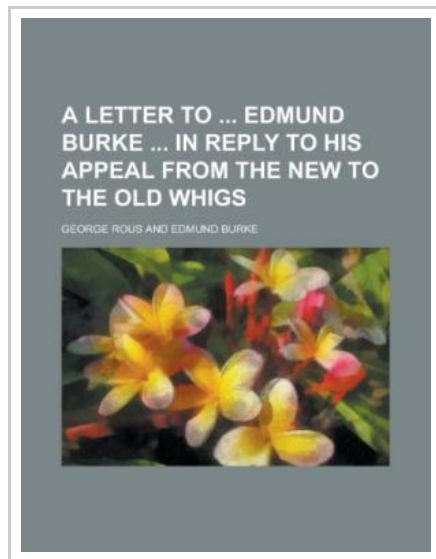 A LETTER TO ... EDMUND
BURKE ... IN REPLY TO HIS
APPEAL FROM THE NEW TO
THE OLD WHIGS
GEORGE ROUS AND EDMUND BURKE